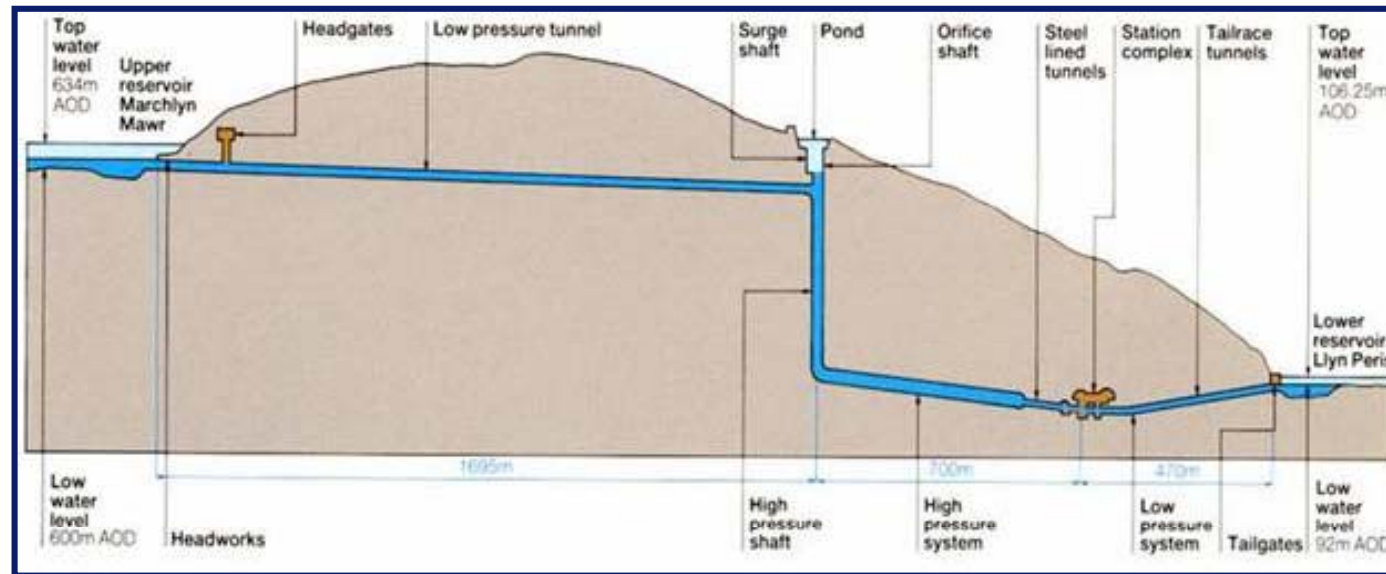 Top
water
level
634m
AOD
Upper
reservoir
Marchlyn
Mawr
Headgates
Low pressure tunnel
Surge
shaft
Pond
Orifice
shaft
Steel
lined
tunnels
Station
complex
Tailrace
tunnels
Top
water
level
106.25m
AOD
Lower
reservoir
Llyn Peris
1695m
700m
470m
Low
water
level
600m AOD
Headworks
High
pressure
shaft
High
pressure
system
Low
pressure
system
Tailgates
Low
water
level
92m AOD